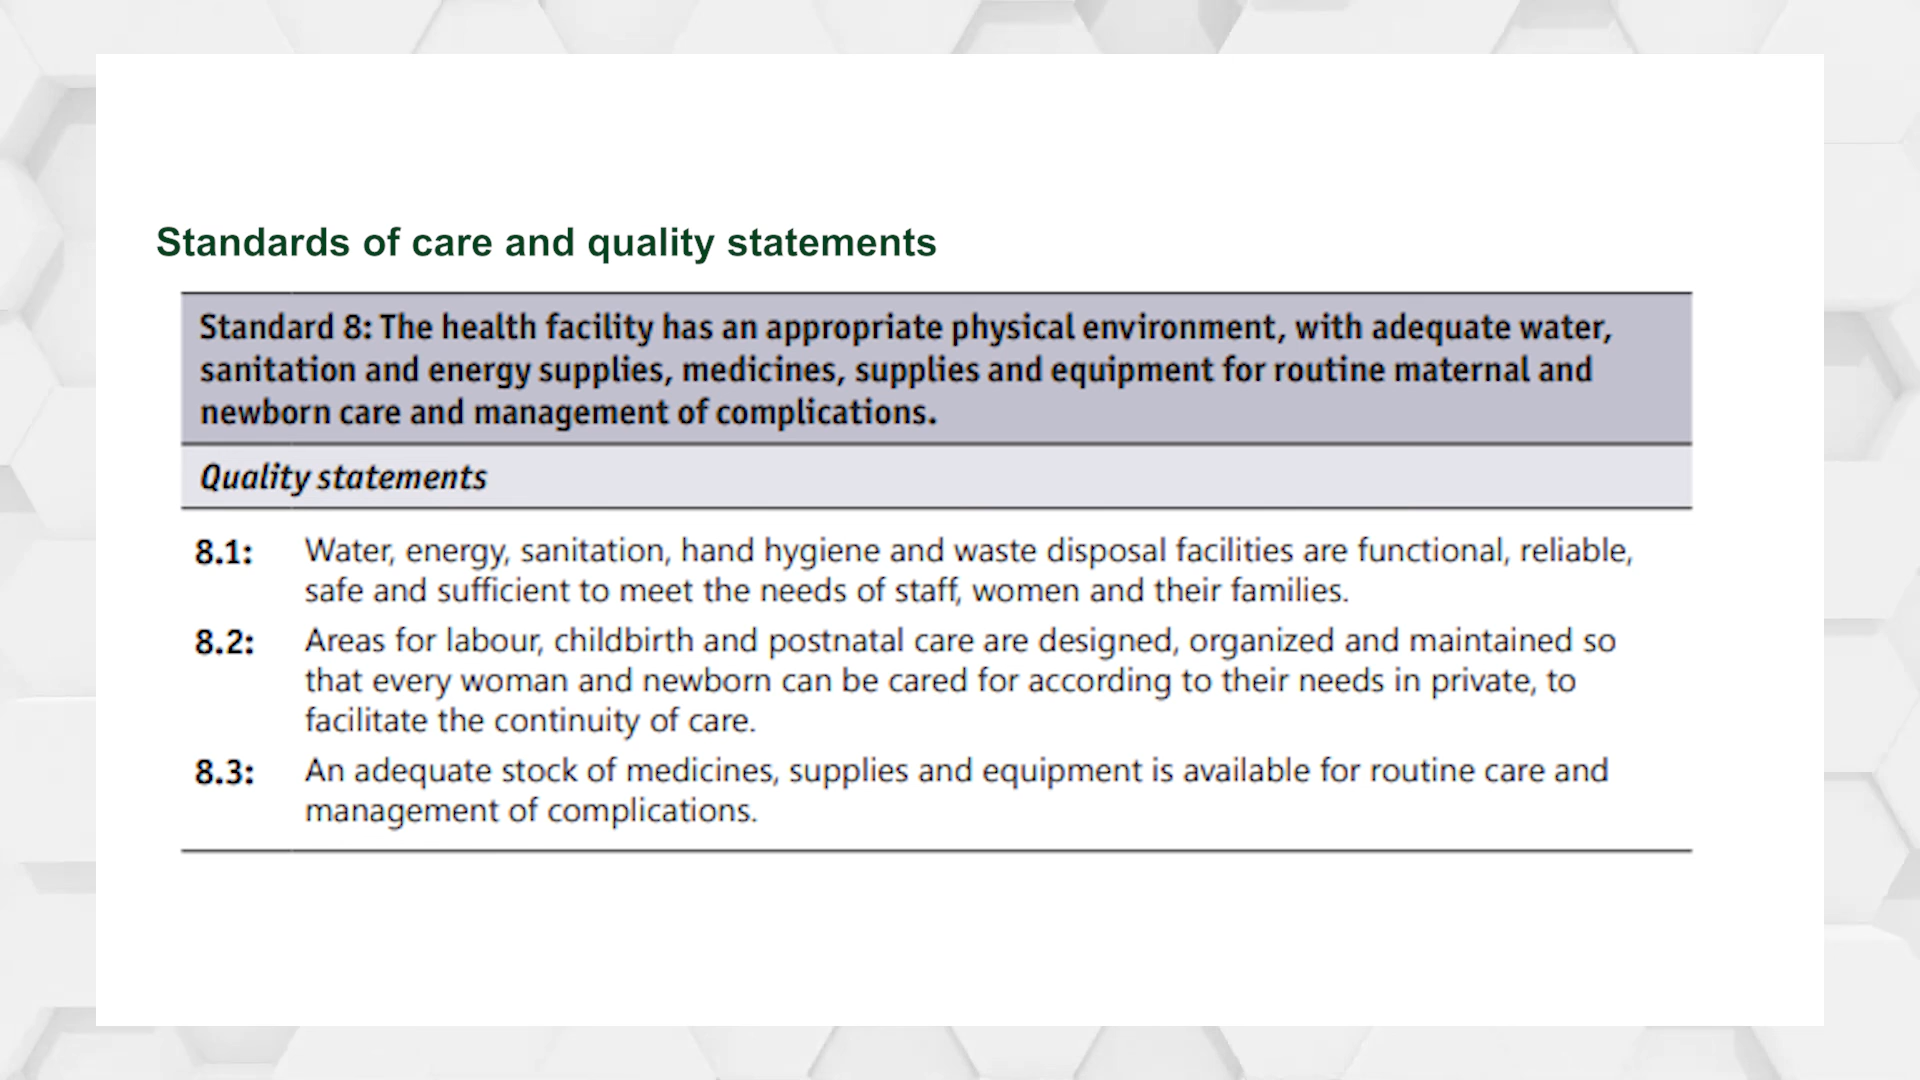 Standards of care and quality statements
Standard 8: The health facility has an appropriate physical environment, with adequate water,
sanitation and energy supplies, medicines, supplies and equipment for routine maternal and
newborn care and management of complications.
Quality statements
8.1: Water, energy, sanitation, hand hygiene and waste disposal facilities are functional, reliable,
safe and sufficient to meet the needs of staff, women and their families.
8.2: Areas for labour, childbirth and postnatal care are designed, organized and maintained so
that every woman and newborn can be cared for according to their needs in private, to
facilitate the continuity of care.
8.3: An adequate stock of medicines, supplies and equipment is available for routine care and
management of complications.